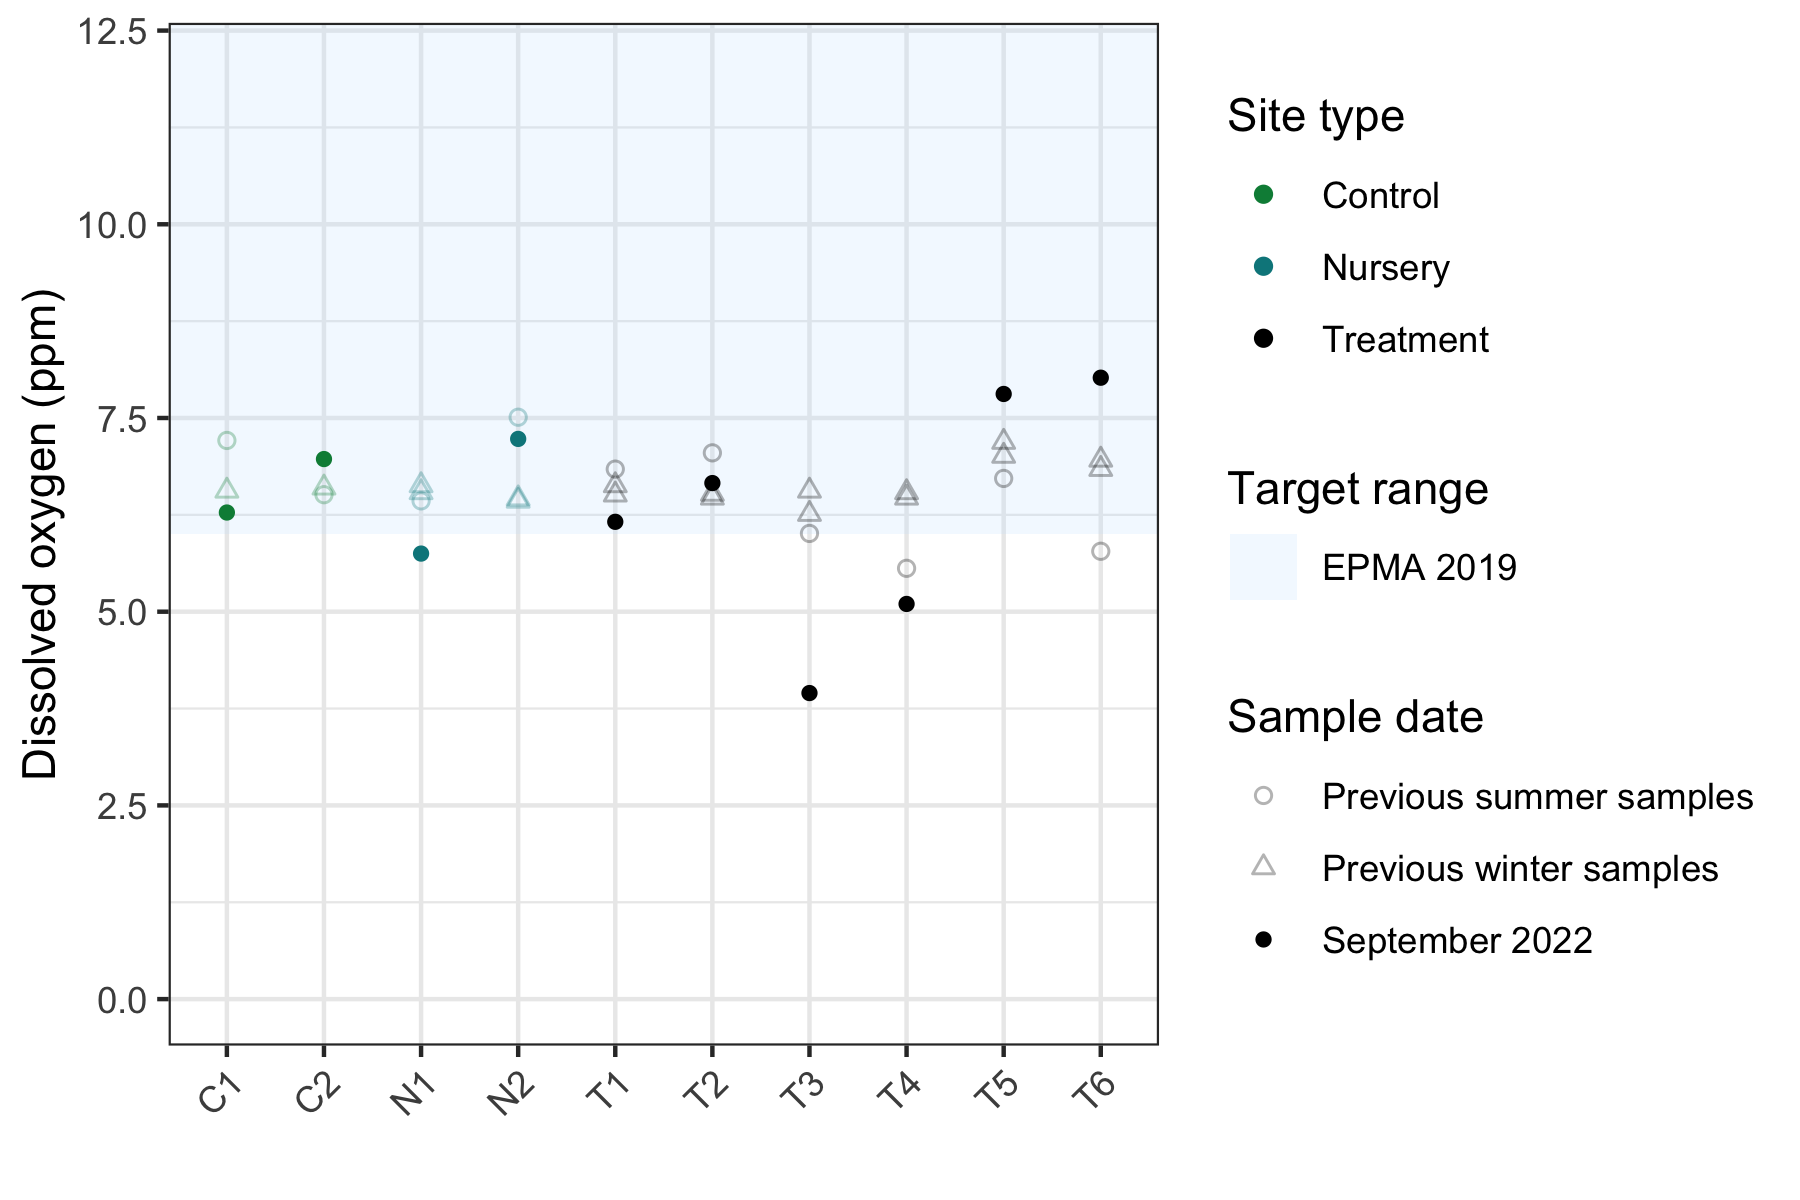 Dissolved oxygen (ppm)
12.5
10.0
7.5
5.0
2.5
0.0
C1
C2
N1
N2
T1
T2
T3
T4
T5
T6
Site type
Control
Nursery
Treatment
Target range
EPMA 2019
Sample date
Previous summer samples
Previous winter samples
September 2022